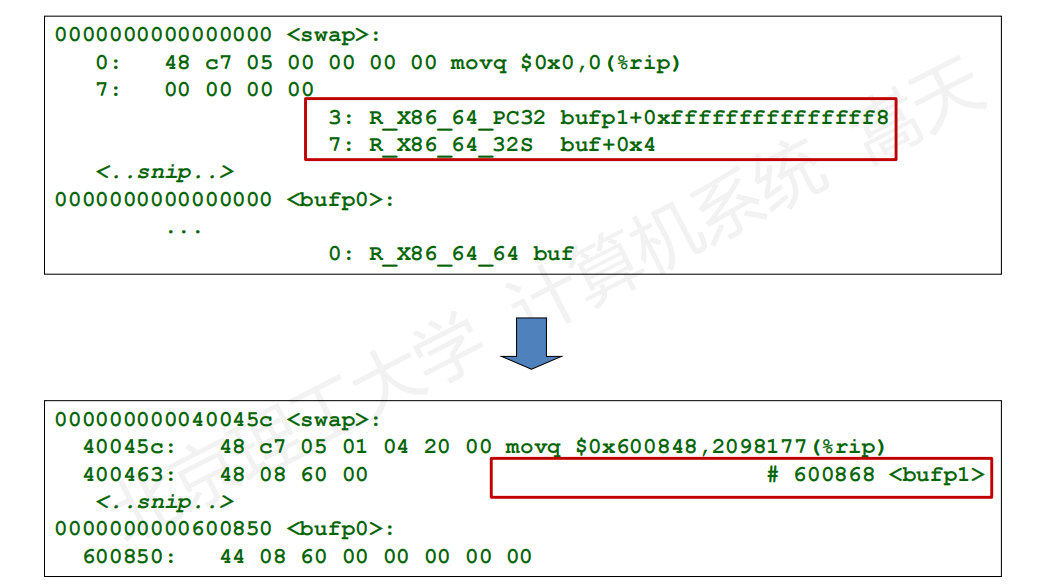 0000000000000000 <swap>:
0: 48 c7 05 00 00 00 00 movq $0x0,0(%rip)
7: 00 00 00 00
3: R_X86_64_PC32 bufp1+0xfffffffffffffff8
7: R_X86_64_32S buf+0x4
<..snip..>
0000000000000000 <bufp0>:
...
0: R_X86_64_64 buf
000000000040045c <swap>:
40045c: 48 c7 05 01 04 20 00 movq $0x600848,2098177(%rip)
400463: 48 08 60 00 # 600868 <bufp1>
<..snip..>
0000000000600850 <bufp0>:
600850: 44 08 60 00 00 00 00 00
北京理工大学 计算机系统 高天